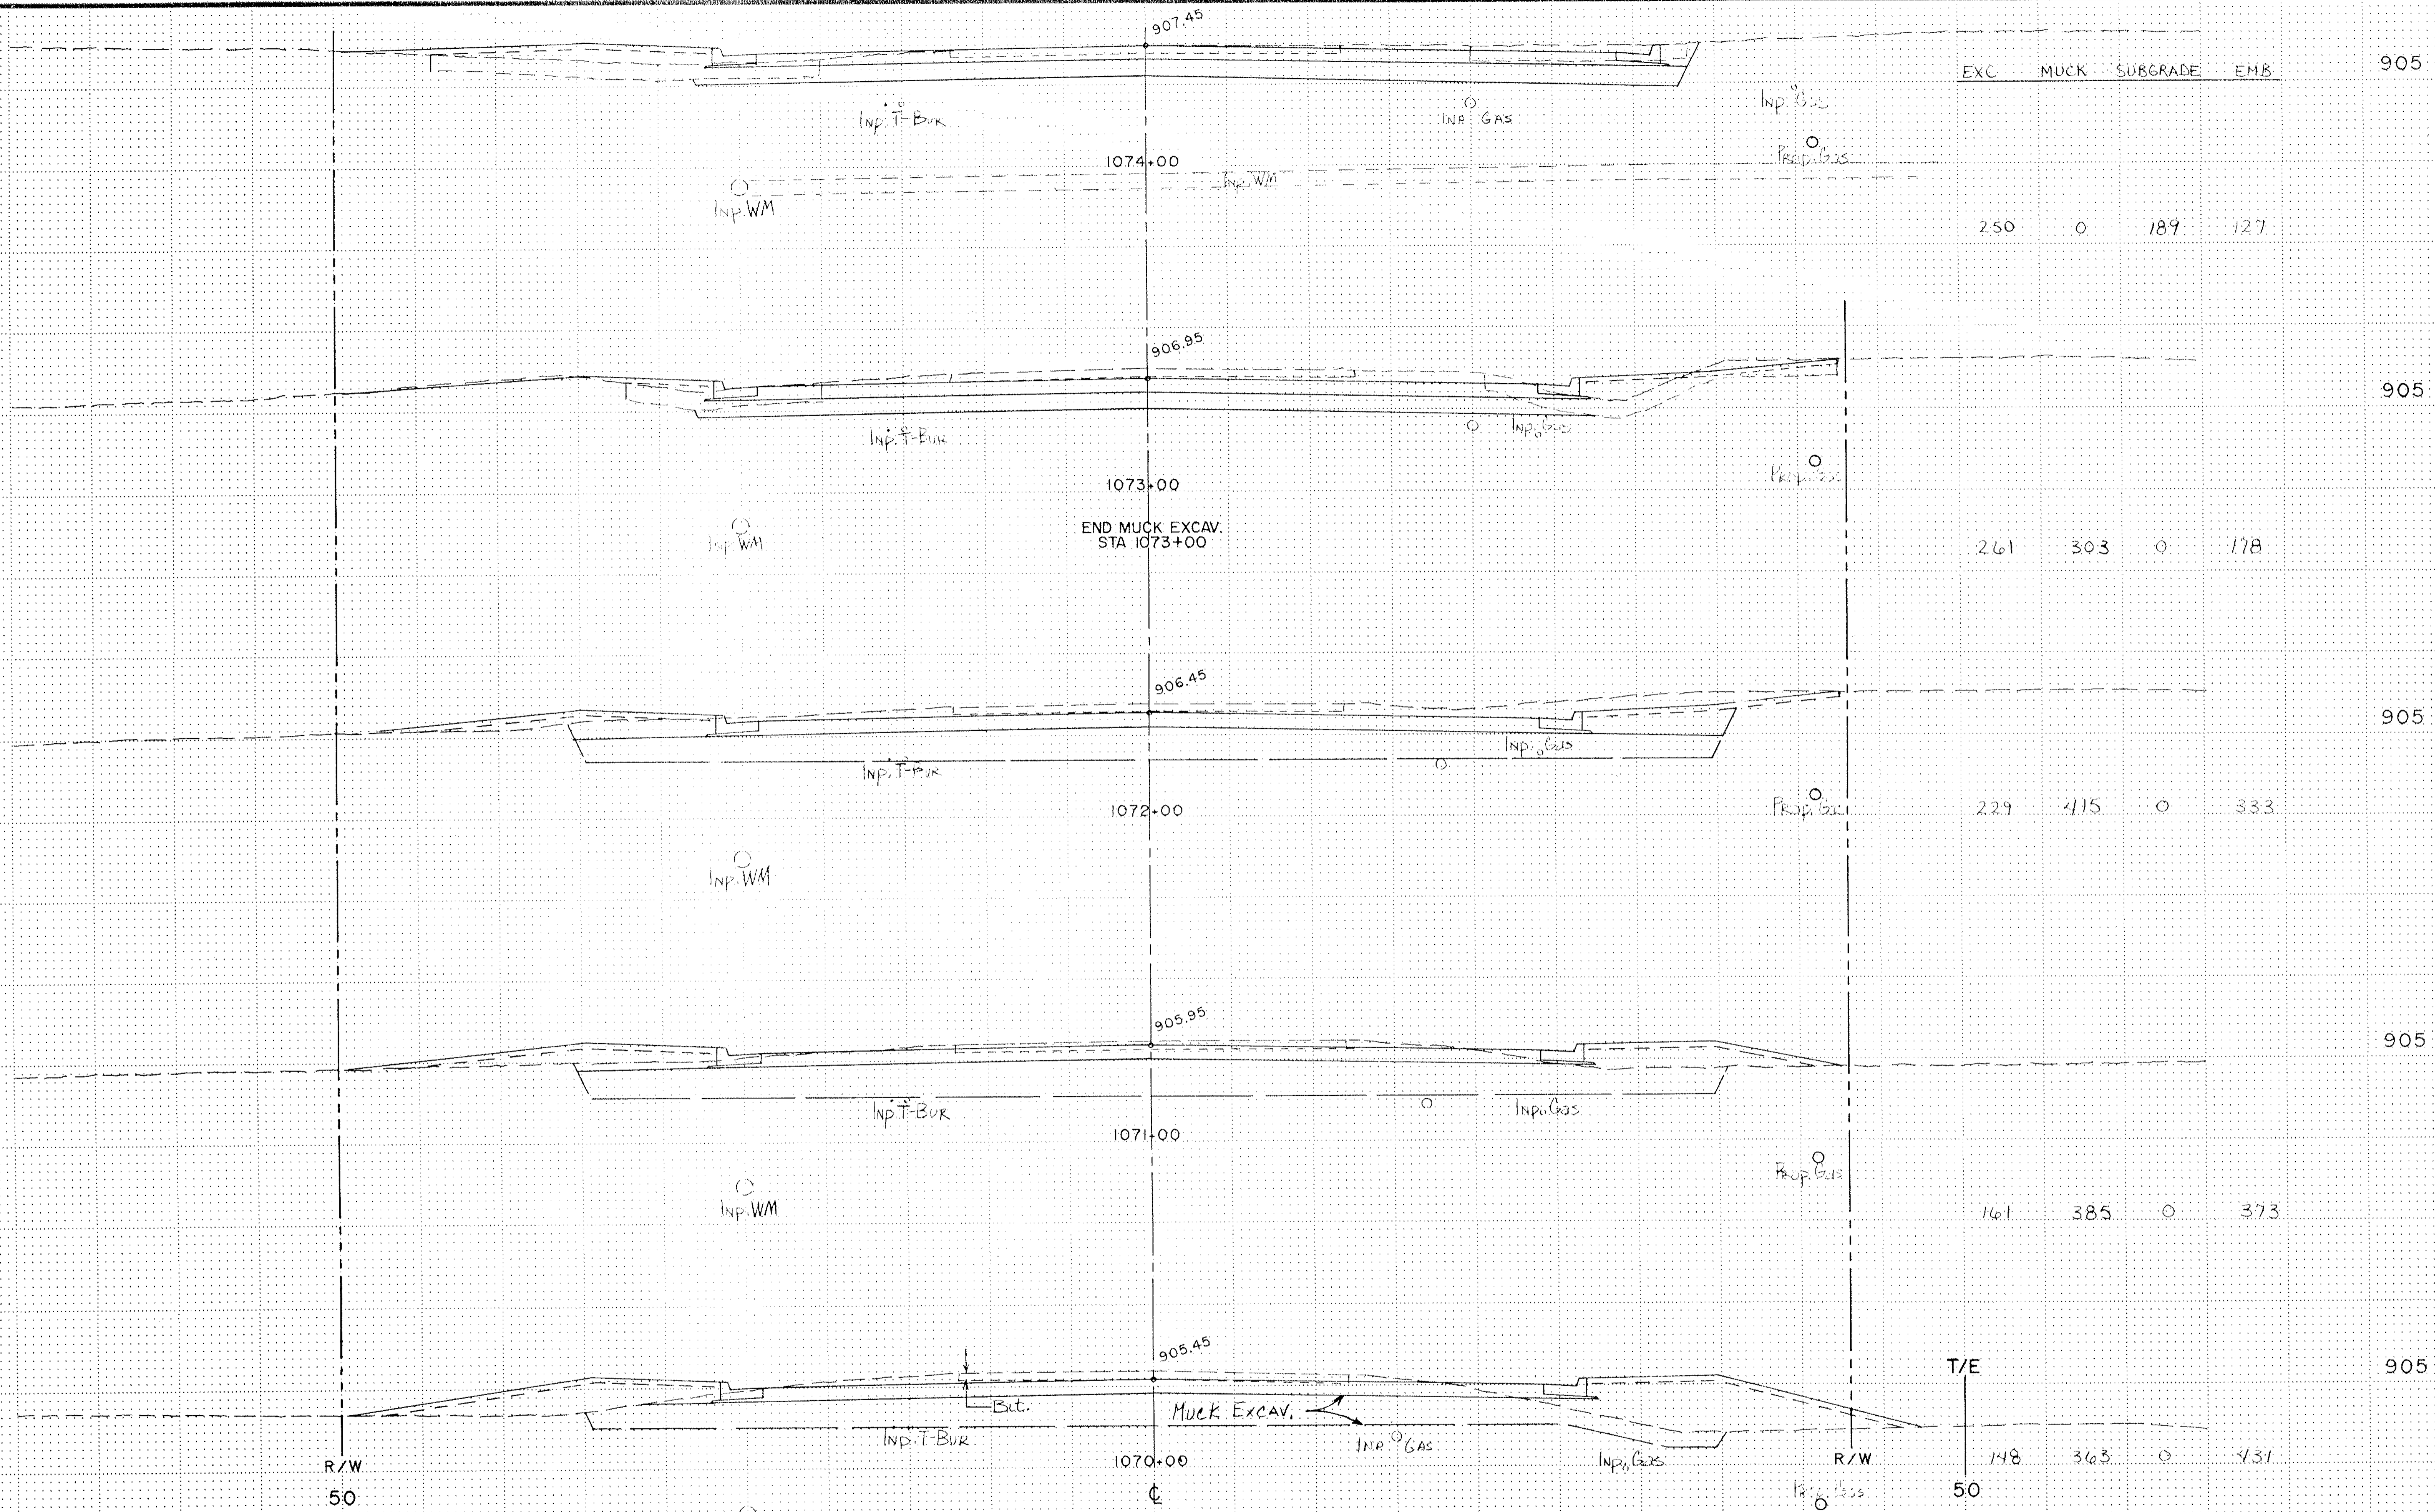 907.45
905
EXC MUCK SUBGRADE EMB
INP. T-BUR
INP. GAS
INP. GAS
1074+00
PROP. GAS
INP. WM
INP. WM
250 0 189 127
906.95
905
INP. T-BUR
INP. GAS
PROP. GAS
1073+00
END MUCK EXCAV.
STA 1073+00
INP. WM
261 303 0 178
906.45
905
INP. T-BUR
INP. GAS
1072+00
PROP. GAS
229 415 0 333
INP. WM
905.95
905
INP. T-BUR
INP. GAS
1071+00
PROP. GAS
INP. WM
161 385 0 373
905.45
T/E
905
BIT.
MUCK EXCAV.
INP. T-BUR
INP. GAS
INP. GAS
R/W
1070+00
R/W
148 363 0 431
50
℄
PROP. GAS
50